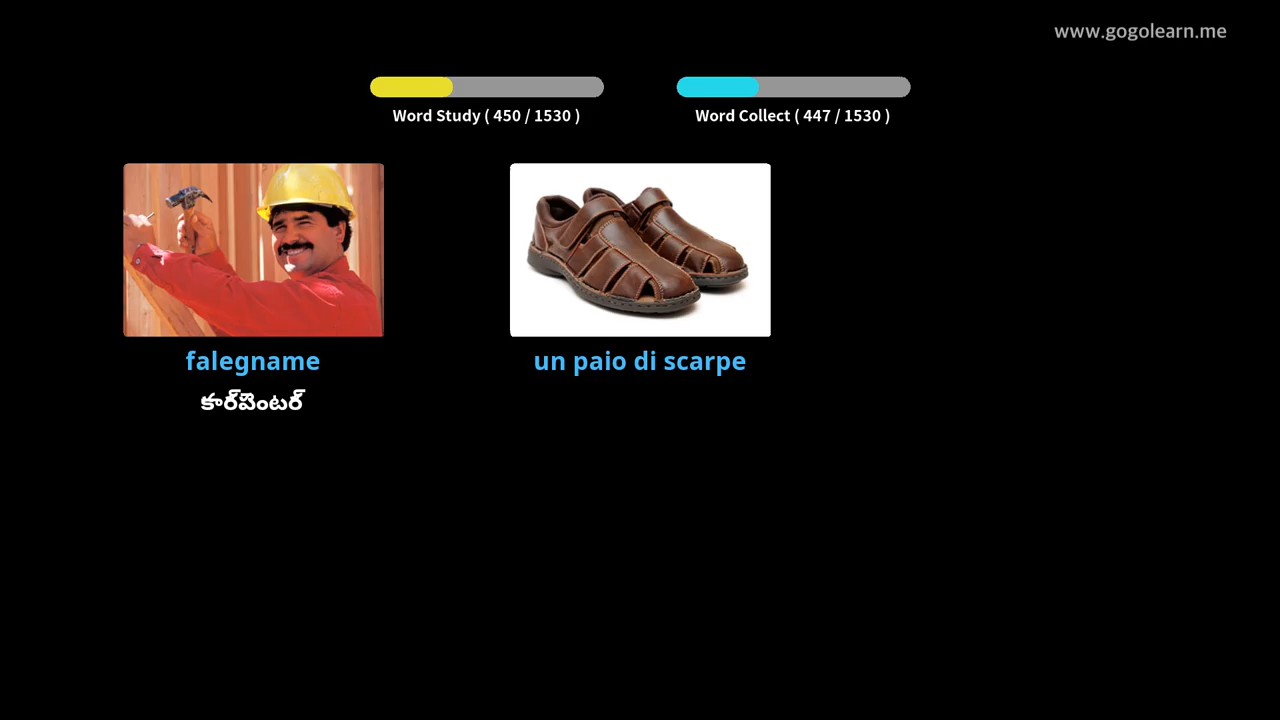 www.gogolearn.me
Word Study ( 450 / 1530 )
Word Collect ( 447 / 1530 )
falegname
un paio di scarpe
కార్పెంటర్